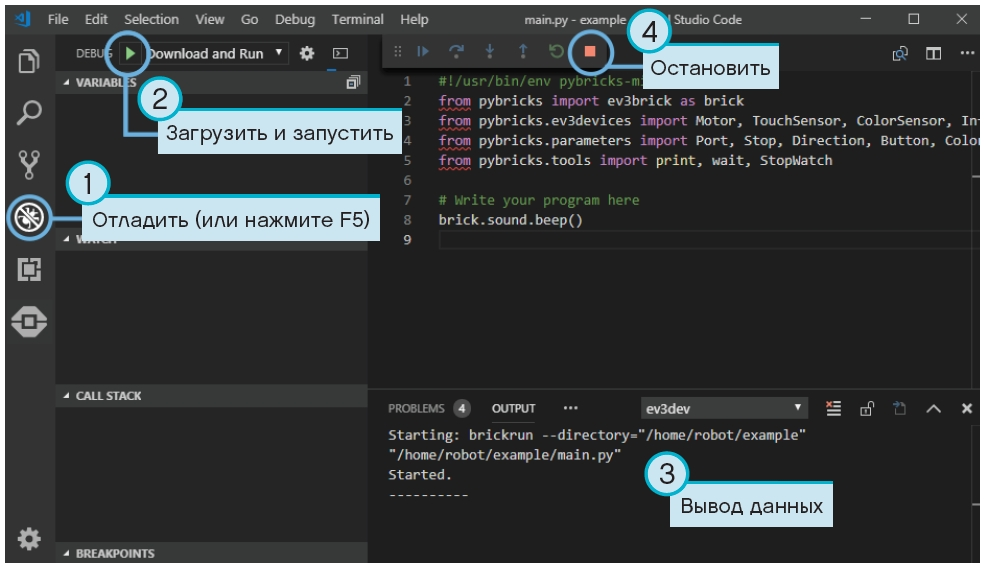 File Edit Selection View Go Debug Terminal Help main.py - example Studio Code
DEBUG Download and Run
4
Остановить
VARIABLES
2
Загрузить и запустить
1 #!/usr/bin/env pybricks-mi
2 from pybricks import ev3brick as brick
3 from pybricks.ev3devices import Motor, TouchSensor, ColorSensor, In
4 from pybricks.parameters import Port, Stop, Direction, Button, Color
5 from pybricks.tools import print, wait, StopWatch
6
7 # Write your program here
8 brick.sound.beep()
9
1
Отладить (или нажмите F5)
WATCH
CALL STACK
PROBLEMS 4 OUTPUT ··· ev3dev
Starting: brickrun --directory="/home/robot/example"
"/home/robot/example/main.py"
Started.
----------
3
Вывод данных
BREAKPOINTS